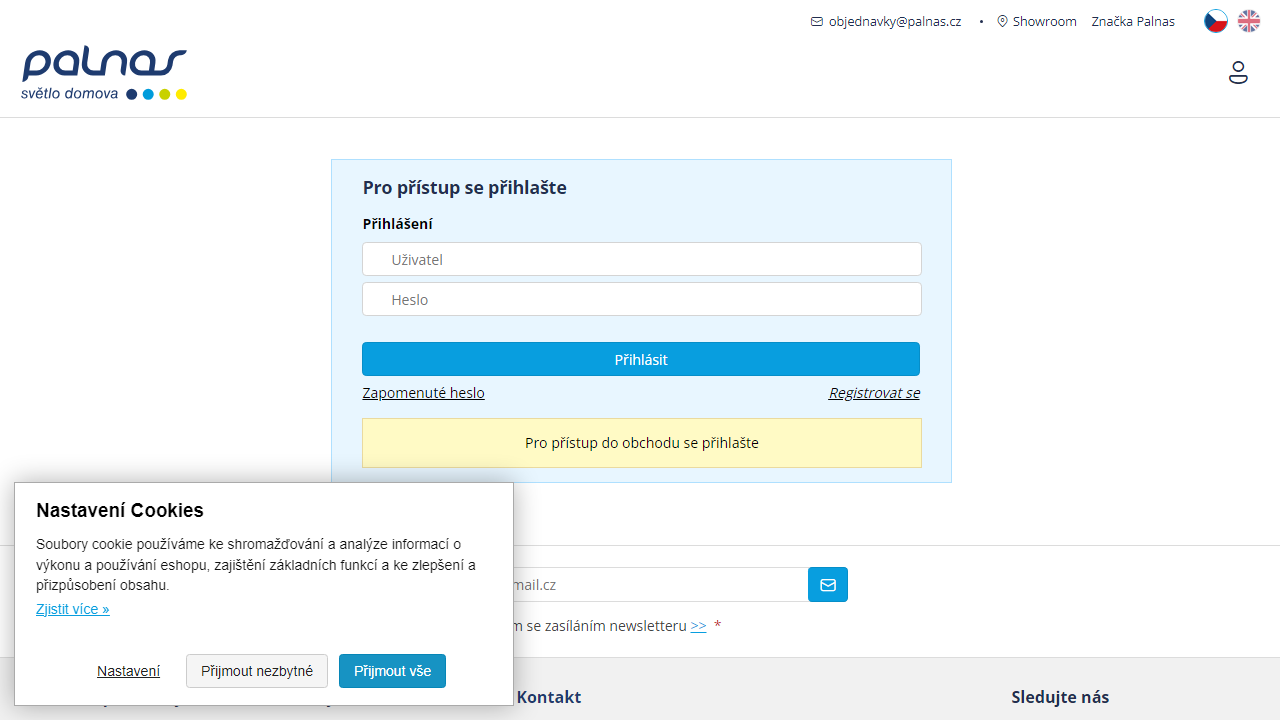 objednavky@palnas.cz • Showroom Značka Palnas
palnas
světlo domova
Pro přístup se přihlašte
Přihlášení
Uživatel
Heslo
Přihlásit
Zapomenuté heslo Registrovat se
Pro přístup do obchodu se přihlašte
Nastavení Cookies
Soubory cookie používáme ke shromažďování a analýze informací o
výkonu a používání eshopu, zajištění základních funkcí a ke zlepšení a
přizpůsobení obsahu.
Zjistit více »
Nastavení Přijmout nezbytné Přijmout vše
mail.cz
m se zasíláním newsletteru >> *
Kontakt Sledujte nás